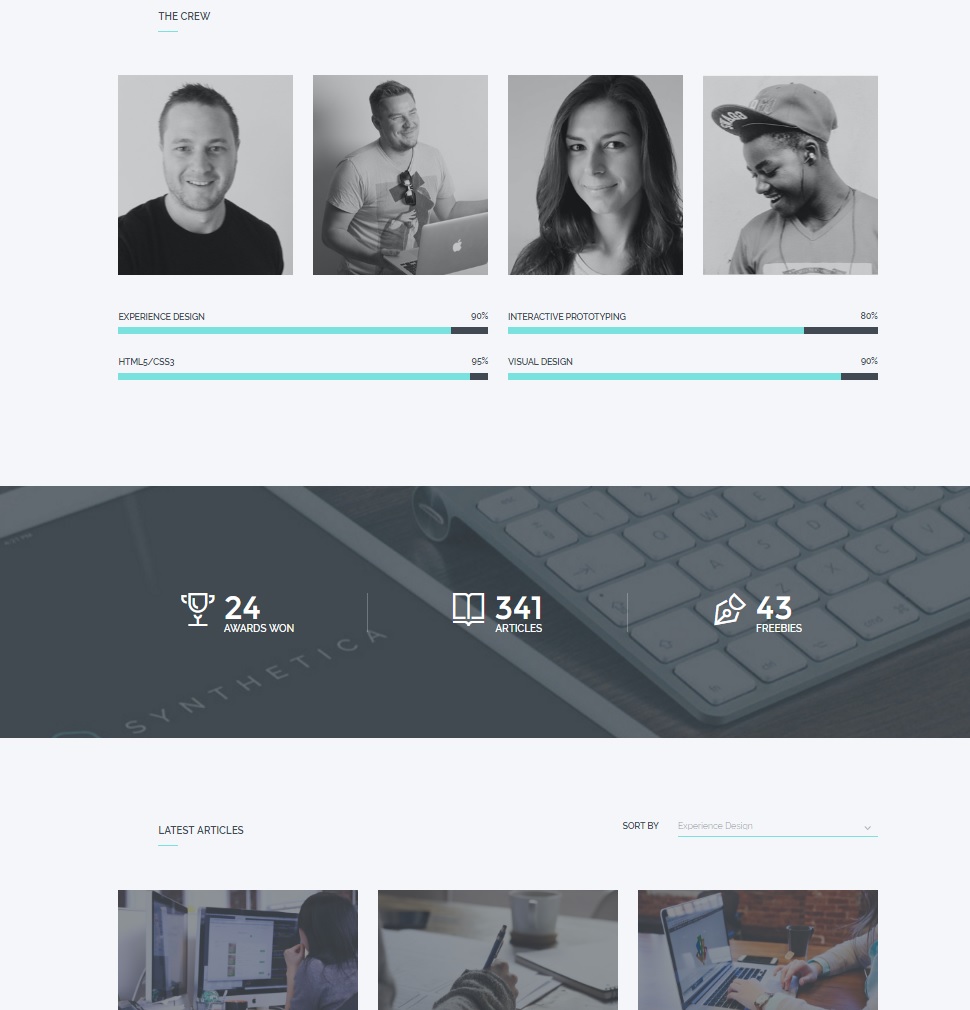 THE CREW
EXPERIENCE DESIGN 90%
INTERACTIVE PROTOTYPING 80%
HTML5/CSS3 95%
VISUAL DESIGN 90%
SYNTHETICA
24
AWARDS WON
341
ARTICLES
43
FREEBIES
LATEST ARTICLES
SORT BY Experience Design